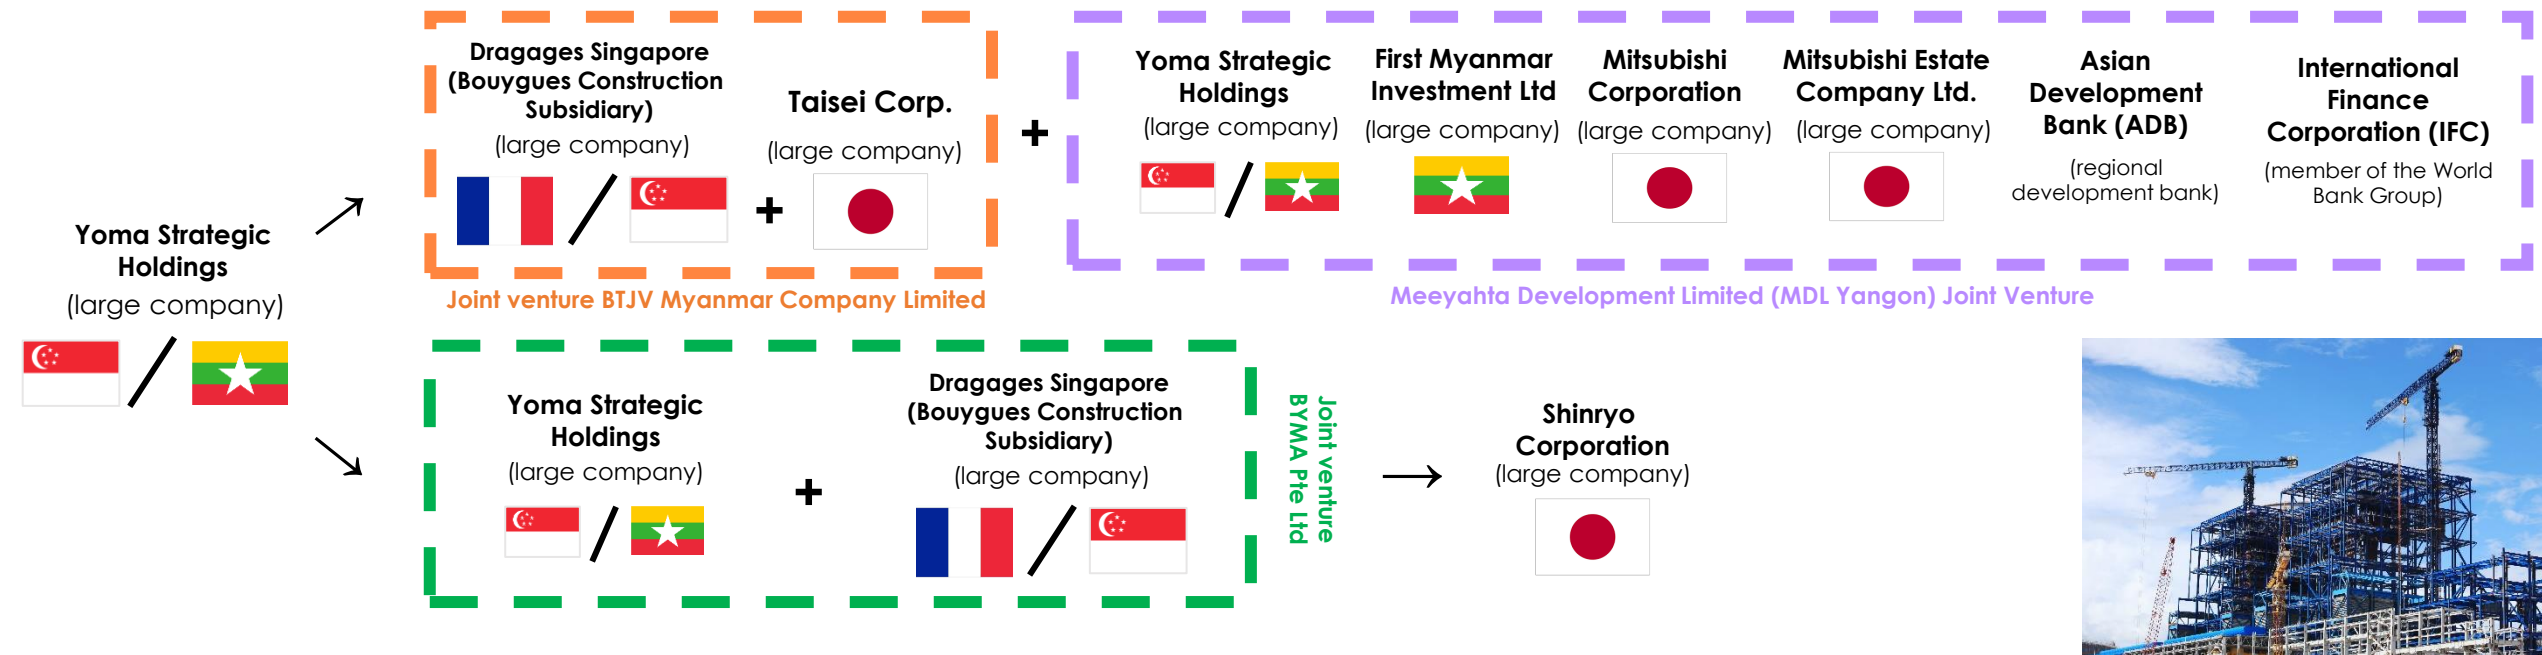 Yoma Strategic
Holdings
(large company)
Dragages Singapore
(Bouygues Construction
Subsidiary)
(large company)
+
Taisei Corp.
(large company)
Joint venture BTJV Myanmar Company Limited
+
Yoma Strategic
Holdings
(large company)
First Myanmar
Investment Ltd
(large company)
Mitsubishi
Corporation
(large company)
Mitsubishi Estate
Company Ltd.
(large company)
Asian
Development
Bank (ADB)
(regional
development bank)
International
Finance
Corporation (IFC)
(member of the World
Bank Group)
Meeyahta Development Limited (MDL Yangon) Joint Venture
Yoma Strategic
Holdings
(large company)
+
Dragages Singapore
(Bouygues Construction
Subsidiary)
(large company)
Joint venture
BYMA Pte Ltd
Shinryo
Corporation
(large company)